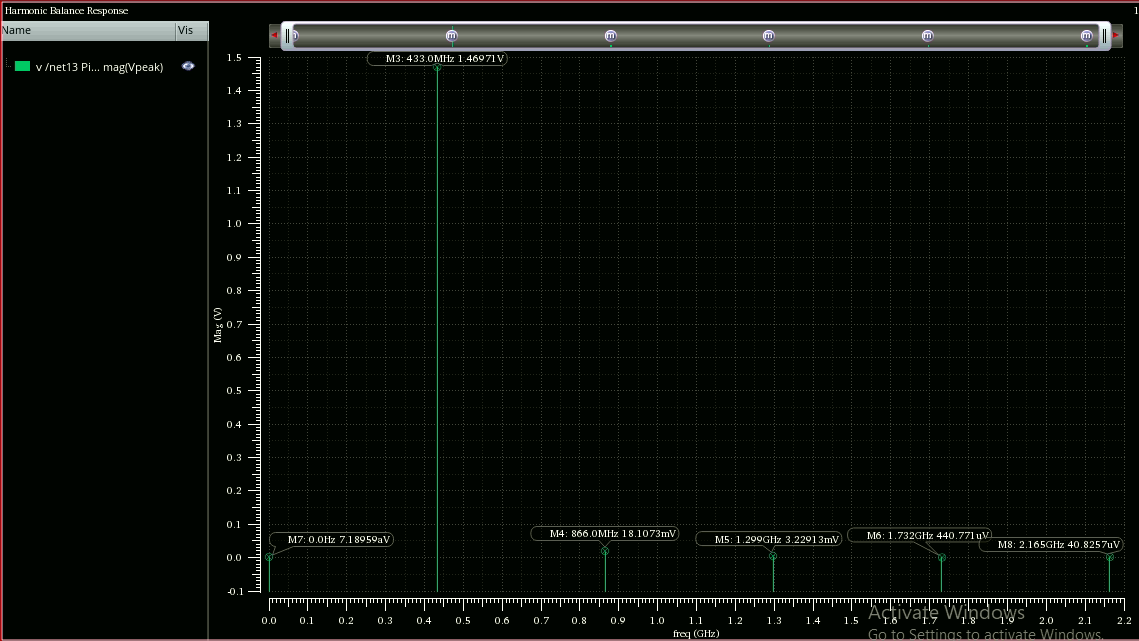 Harmonic Balance Response
1
Name Vis
v /net13 Pi... mag(Vpeak)
m m m m m
M3: 433.0MHz 1.46971V
1.5
1.4
1.3
1.2
1.1
1.0
0.9
0.8
0.7
0.6
0.5
0.4
0.3
0.2
0.1
0.0
-0.1
Mag (V)
M7: 0.0Hz 7.18959aV
M4: 866.0MHz 18.1073mV
M5: 1.299GHz 3.22913mV
M6: 1.732GHz 440.771uV
M8: 2.165GHz 40.8257uV
0.0 0.1 0.2 0.3 0.4 0.5 0.6 0.7 0.8 0.9 1.0 1.1 1.2 1.3 1.4 1.5 1.6 1.7 1.8 1.9 2.0 2.1 2.2
freq (GHz)
Activate Windows
Go to Settings to activate Windows.